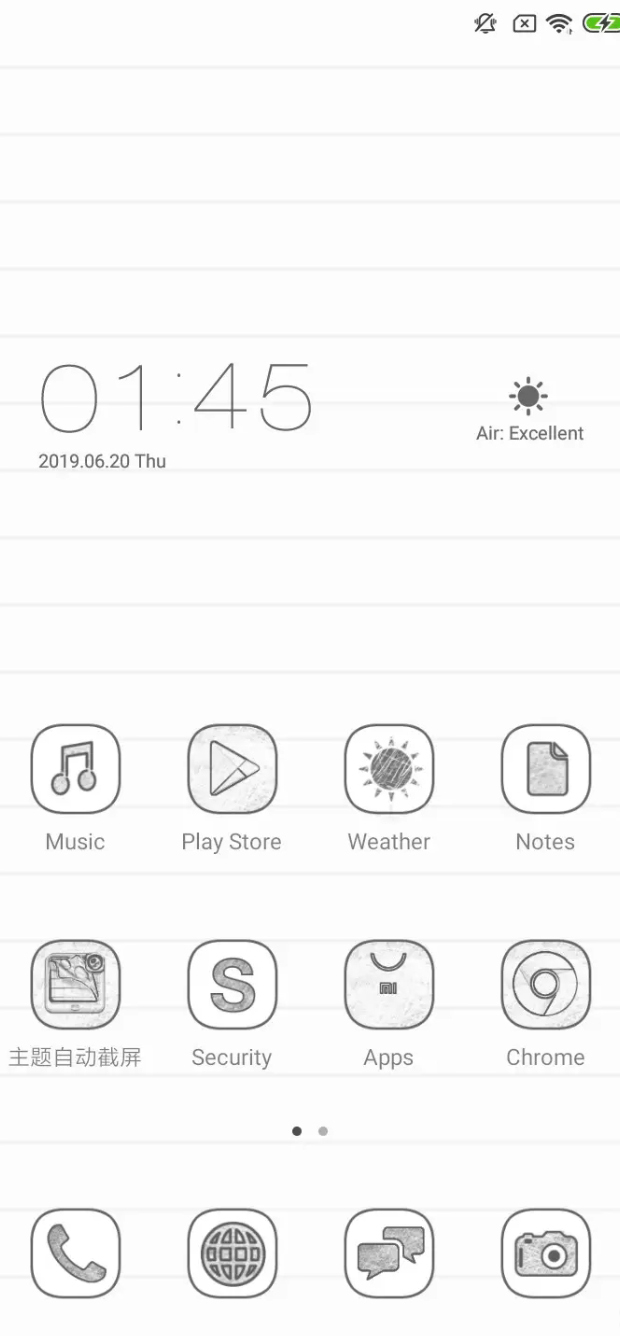 01:45
Air: Excellent
2019.06.20 Thu
Music
Play Store
Weather
Notes
S
MI
主题自动截屏
Security
Apps
Chrome